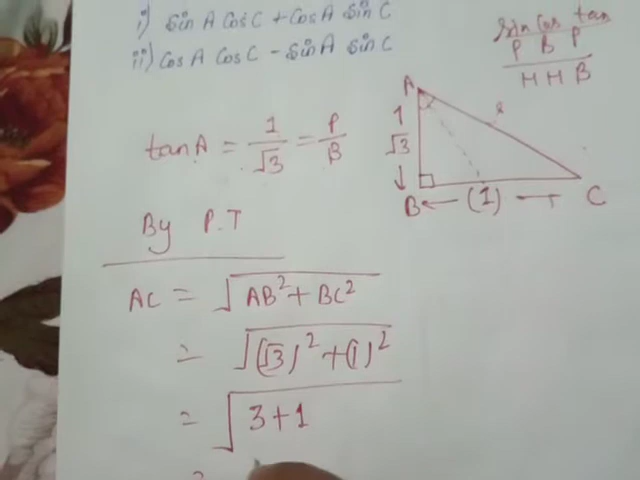 i) sin A cos C + cos A sin C
ii) cos A cos C - sin A sin C
sin cos tan
P B P
H H B
tan A = 1/√3 = P/B
A
1
√3
B
(1)
C
By P.T
AC = √AB² + BC²
= √(√3)² + (1)²
= √3 + 1